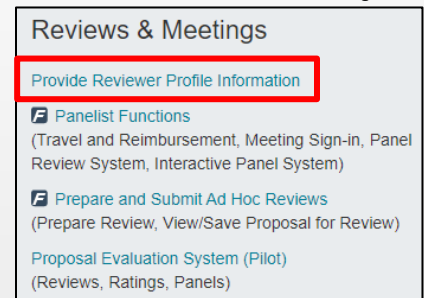 Reviews & Meetings
Provide Reviewer Profile Information
F Panelist Functions
(Travel and Reimbursement, Meeting Sign-in, Panel
Review System, Interactive Panel System)
F Prepare and Submit Ad Hoc Reviews
(Prepare Review, View/Save Proposal for Review)
Proposal Evaluation System (Pilot)
(Reviews, Ratings, Panels)